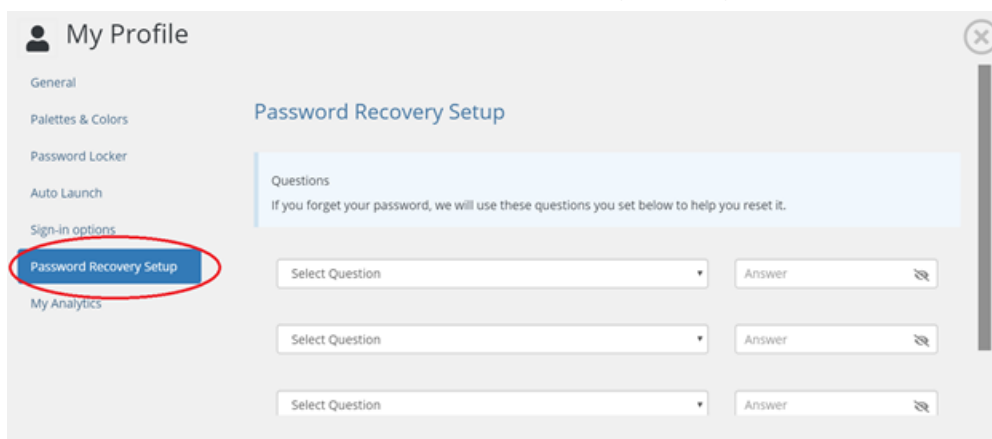 My Profile
General
Palettes & Colors
Password Locker
Auto Launch
Sign-in options
Password Recovery Setup
My Analytics
Password Recovery Setup
Questions
If you forget your password, we will use these questions you set below to help you reset it.
Select Question
Answer
Select Question
Answer
Select Question
Answer